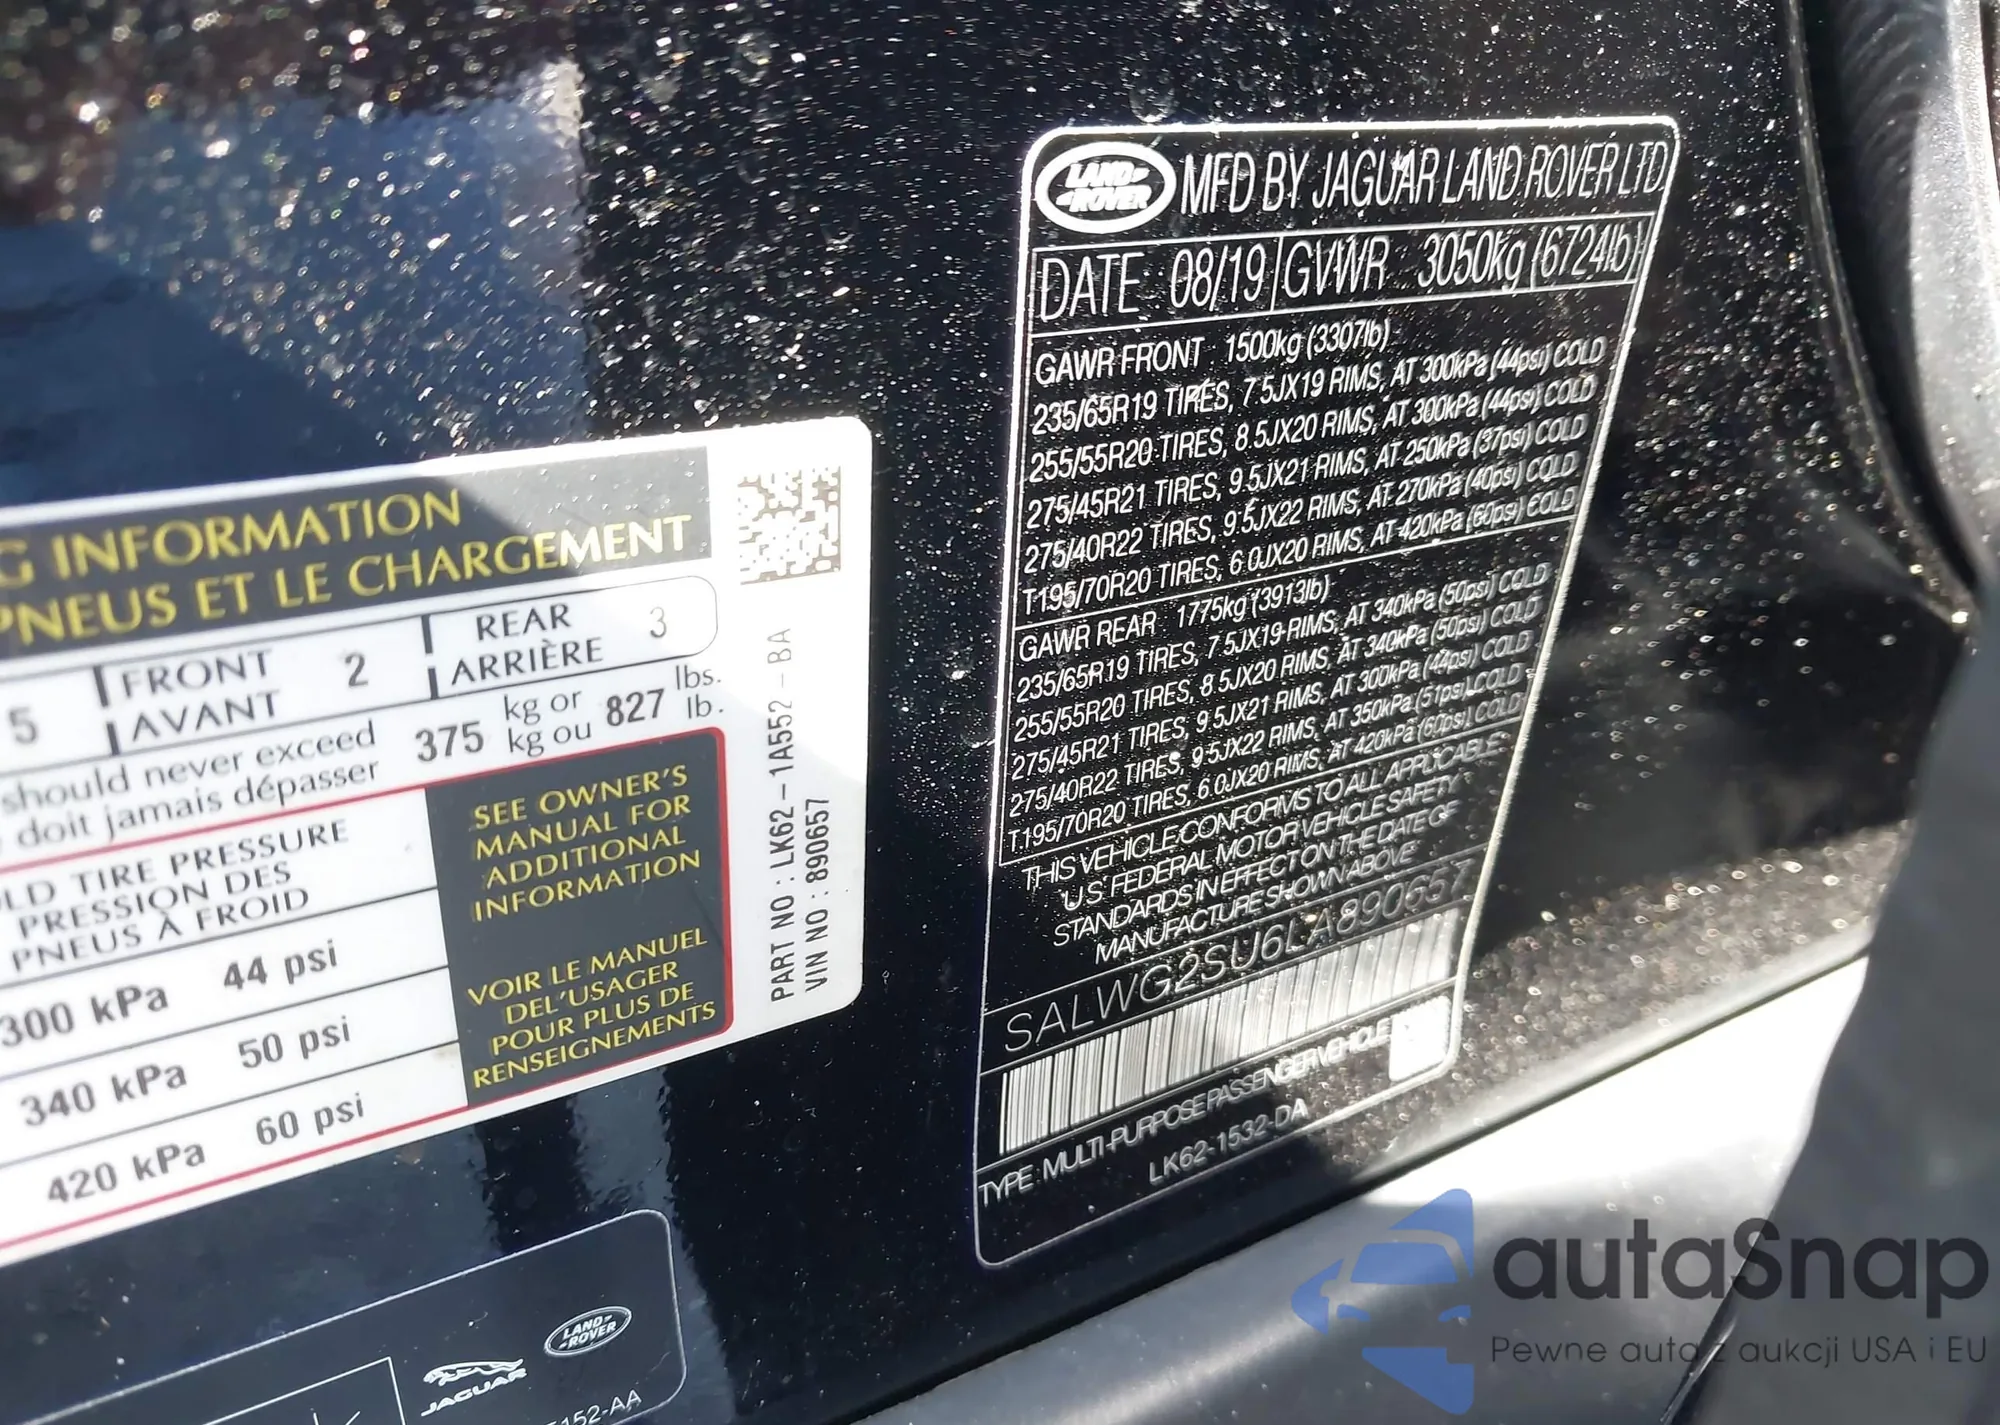 G INFORMATION
PNEUS ET LE CHARGEMENT
5 FRONT 2 REAR 3
AVANT ARRIÈRE
should never exceed 375 kg or 827 lbs.
doit jamais dépasser kg ou lb.
LD TIRE PRESSURE
PRESSION DES
PNEUS À FROID
300 kPa 44 psi
340 kPa 50 psi
420 kPa 60 psi
SEE OWNER'S
MANUAL FOR
ADDITIONAL
INFORMATION
VOIR LE MANUEL
DEL'USAGER
POUR PLUS DE
RENSEIGNEMENTS
PART NO : LK62-1A552-BA
VIN NO : 890657
JAGUAR
LAND-
-ROVER
152-AA
LAND-
-ROVER
MFD BY JAGUAR LAND ROVER LTD.
DATE 08/19 GVWR 3050kg (6724lb)
GAWR FRONT 1500kg (3307lb)
235/65R19 TIRES, 7.5JX19 RIMS, AT 300kPa (44psi) COLD
255/55R20 TIRES, 8.5JX20 RIMS, AT 300kPa (44psi) COLD
275/45R21 TIRES, 9.5JX21 RIMS, AT 250kPa (37psi) COLD
275/40R22 TIRES, 9.5JX22 RIMS, AT 270kPa (40psi) COLD
T195/70R20 TIRES, 6.0JX20 RIMS, AT 420kPa (60psi) COLD
GAWR REAR 1775kg (3913lb)
235/65R19 TIRES, 7.5JX19 RIMS, AT 340kPa (50psi) COLD
255/55R20 TIRES, 8.5JX20 RIMS, AT 340kPa (50psi) COLD
275/45R21 TIRES, 9.5JX21 RIMS, AT 300kPa (44psi) COLD
275/40R22 TIRES, 9.5JX22 RIMS, AT 350kPa (51psi) COLD
T195/70R20 TIRES, 6.0JX20 RIMS, AT 420kPa (60psi) COLD
THIS VEHICLE CONFORMS TO ALL APPLICABLE
U.S. FEDERAL MOTOR VEHICLE SAFETY
STANDARDS IN EFFECT ON THE DATE OF
MANUFACTURE SHOWN ABOVE
SALWG2SU6LA890657
TYPE: MULTI-PURPOSE PASSENGER VEHICLE
LK62-1532-DA
autaSnap
Pewne auta z aukcji USA i EU